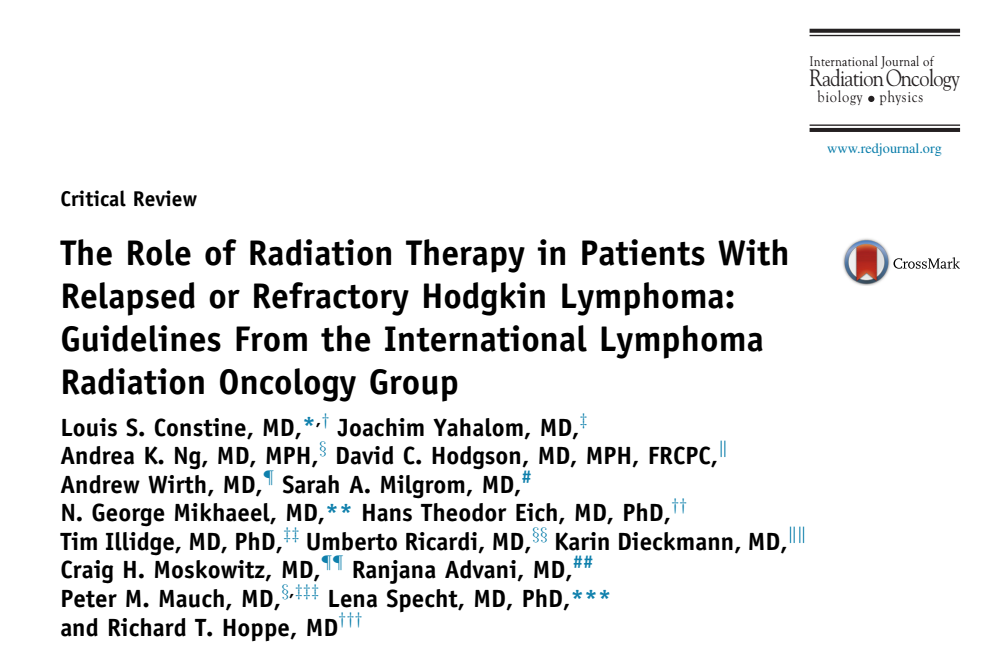 International Journal of
Radiation Oncology
biology ● physics
www.redjournal.org
Critical Review
The Role of Radiation Therapy in Patients With
Relapsed or Refractory Hodgkin Lymphoma:
Guidelines From the International Lymphoma
Radiation Oncology Group
CrossMark
Louis S. Constine, MD,*,† Joachim Yahalom, MD,‡
Andrea K. Ng, MD, MPH,§ David C. Hodgson, MD, MPH, FRCPC,‖
Andrew Wirth, MD,¶ Sarah A. Milgrom, MD,#
N. George Mikhaeel, MD,** Hans Theodor Eich, MD, PhD,††
Tim Illidge, MD, PhD,‡‡ Umberto Ricardi, MD,§§ Karin Dieckmann, MD,‖‖
Craig H. Moskowitz, MD,¶¶ Ranjana Advani, MD,##
Peter M. Mauch, MD,§,‡‡‡ Lena Specht, MD, PhD,***
and Richard T. Hoppe, MD†††